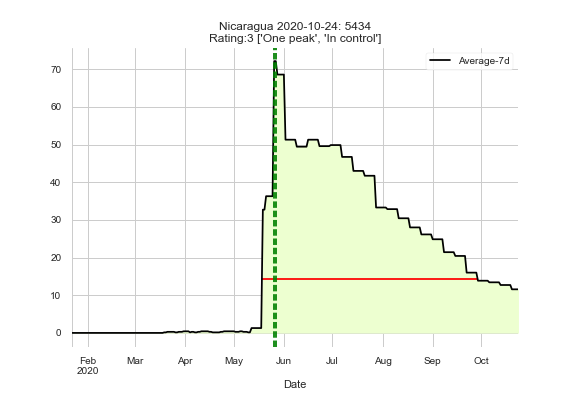 Nicaragua 2020-10-24: 5434
Rating:3 ['One peak', 'In control']
Average-7d
70
60
50
40
30
20
10
0
Feb Mar Apr May Jun Jul Aug Sep Oct
2020
Date